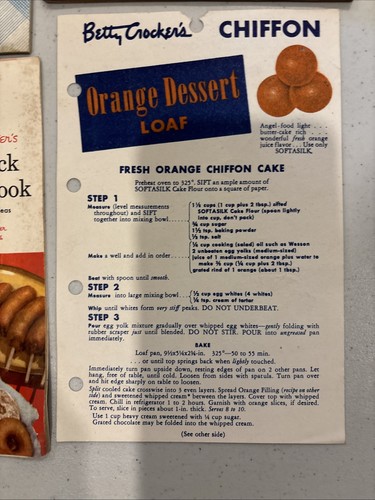 Betty Crocker's CHIFFON
Orange Dessert
LOAF
Angel-food light . . .
butter-cake rich . . .
wonderful fresh orange
juice flavor . . . Use only
SOFTASILK.
FRESH ORANGE CHIFFON CAKE
Preheat oven to 325°. SIFT an ample amount of
SOFTASILK Cake Flour onto a square of paper.
STEP 1
Measure (level measurements
throughout) and SIFT
together into mixing bowl
1⅛ cups (1 cup plus 2 tbsp.) sifted
SOFTASILK Cake Flour (spoon lightly
into cup, don't pack)
¾ cup sugar
1½ tsp. baking powder
½ tsp. salt
Make a well and add in order
¼ cup cooking (salad) oil such as Wesson
2 unbeaten egg yolks (medium-sized)
juice of 1 medium-sized orange plus water to
make ⅜ cup (¼ cup plus 2 tbsp.)
grated rind of 1 orange (about 1 tbsp.)
Beat with spoon until smooth.
STEP 2
Measure into large mixing bowl
½ cup egg whites (4 whites)
¼ tsp. cream of tartar
Whip until whites form very stiff peaks. DO NOT UNDERBEAT.
STEP 3
Pour egg yolk mixture gradually over whipped egg whites—gently folding with
rubber scraper just until blended. DO NOT STIR. POUR into ungreased pan
immediately.
BAKE
Loaf pan, 9½x5¼x2¾-in. 325°—50 to 55 min.
. . . or until top springs back when lightly touched.
Immediately turn pan upside down, resting edges of pan on 2 other pans. Let
hang, free of table, until cold. Loosen from sides with spatula. Turn pan over
and hit edge sharply on table to loosen.
Split cooled cake crosswise into 3 even layers. Spread Orange Filling (recipe on other
side) and sweetened whipped cream* between the layers. Cover top with whipped
cream. Chill in refrigerator 1 to 2 hours. Garnish with orange slices, if desired.
To serve, slice in pieces about 1-in. thick. Serves 8 to 10.
Use 1 cup heavy cream sweetened with ¼ cup sugar.
Grated chocolate may be folded into the whipped cream.
(See other side)
er's
ck
ook
eas